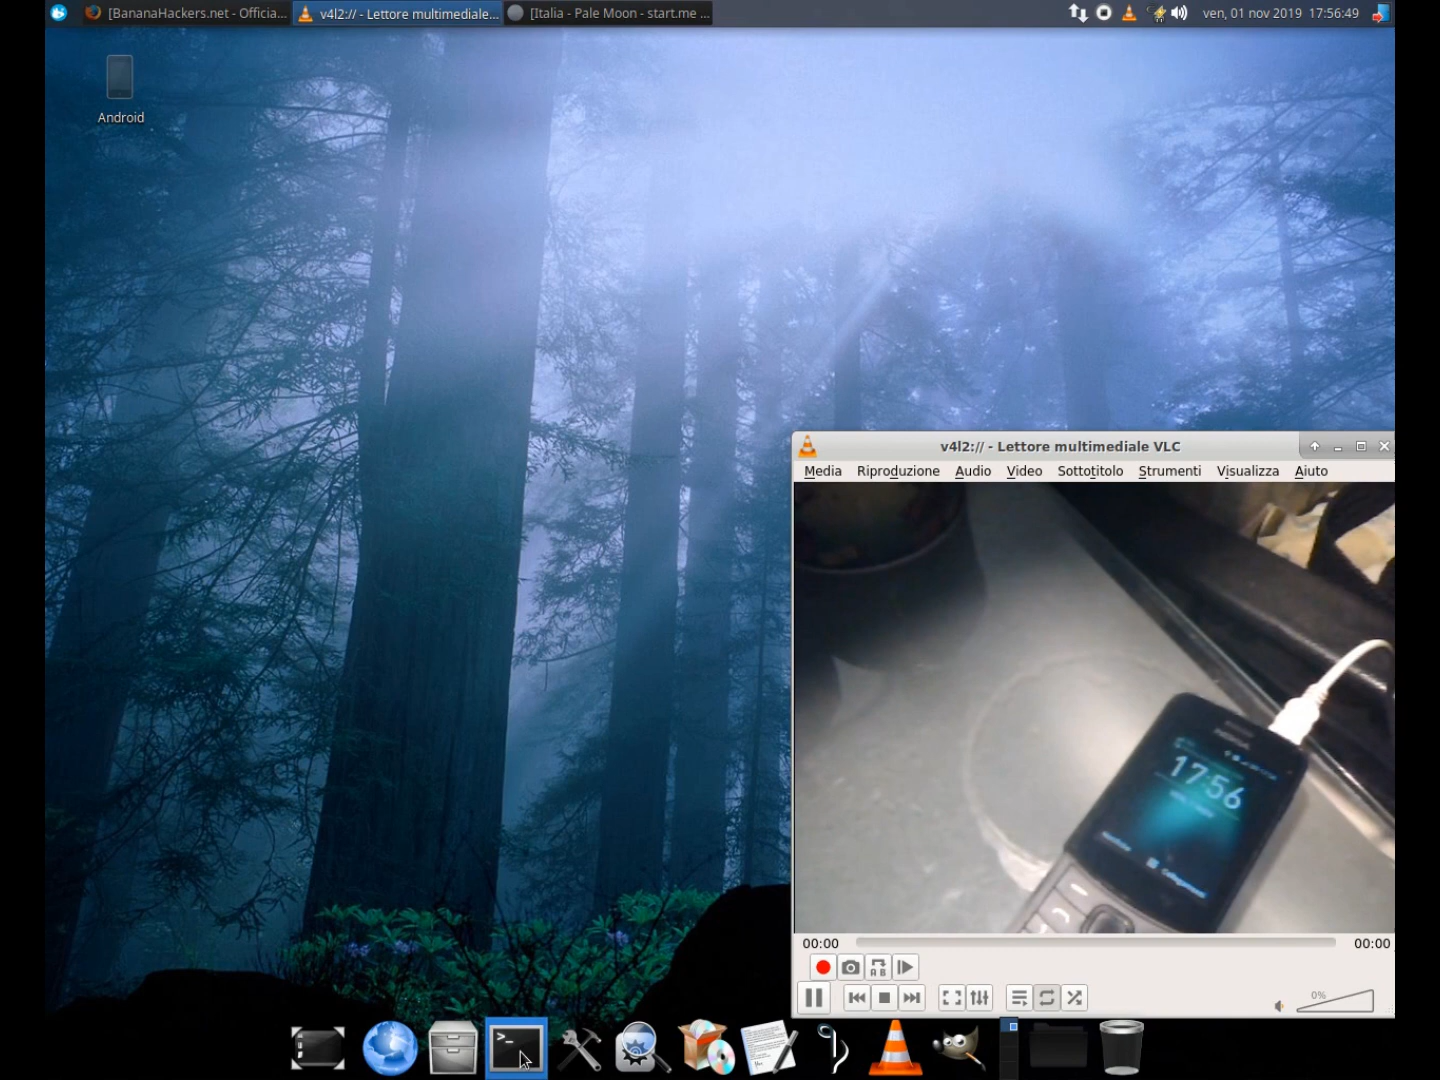 [BananaHackers.net - Officia...
v4l2:// - Lettore multimediale...
[Italia - Pale Moon - start.me ...
ven, 01 nov 2019 17:56:49
Android
v4l2:// - Lettore multimediale VLC
Media Riproduzione Audio Video Sottotitolo Strumenti Visualizza Aiuto
NOKIA
17:56
00:00
00:00
A B
0%
>_